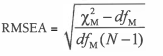 RMSEA = √((χ²_M − df_M) / (df_M (N − 1)))